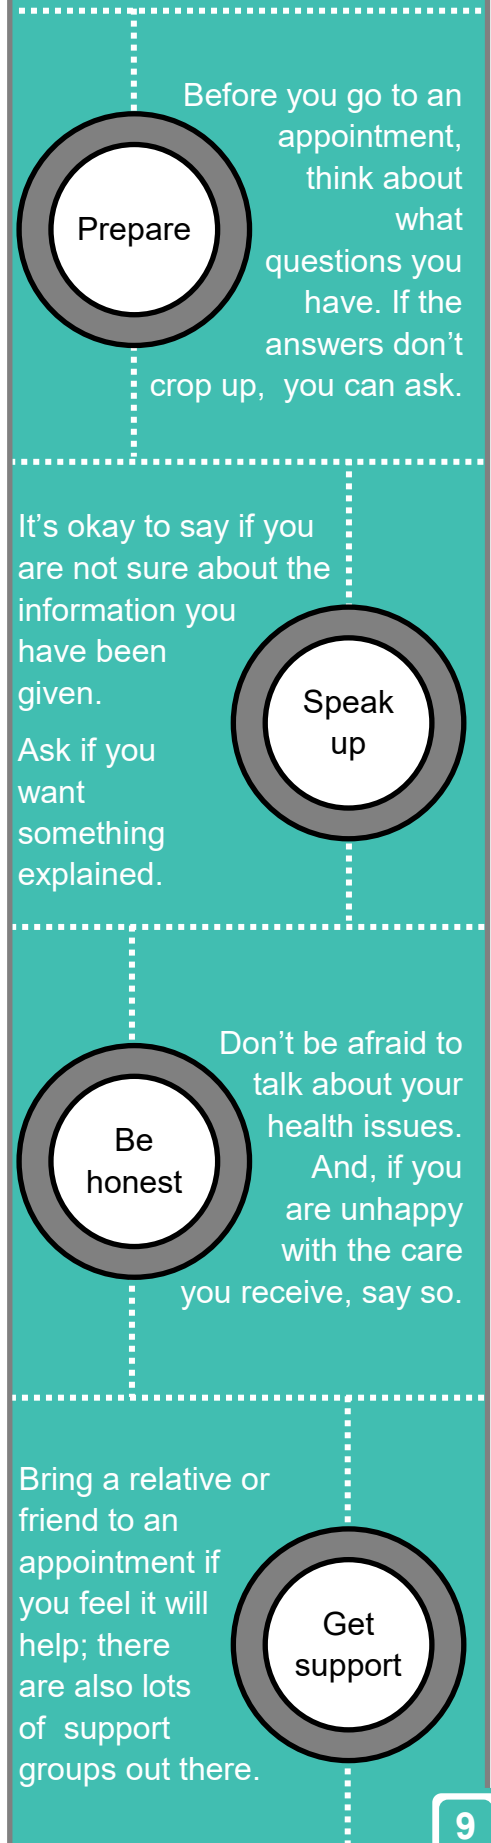 Before you go to an
appointment,
think about
what
questions you
have. If the
answers don't
crop up,  you can ask.
Prepare
It's okay to say if you
are not sure about the
information you
have been
given.
Ask if you
want
something
explained.
Speak
up
Don't be afraid to
talk about your
health issues.
And, if you
are unhappy
with the care
you receive, say so.
Be
honest
Bring a relative or
friend to an
appointment if
you feel it will
help; there
are also lots
of  support
groups out there.
Get
support
9